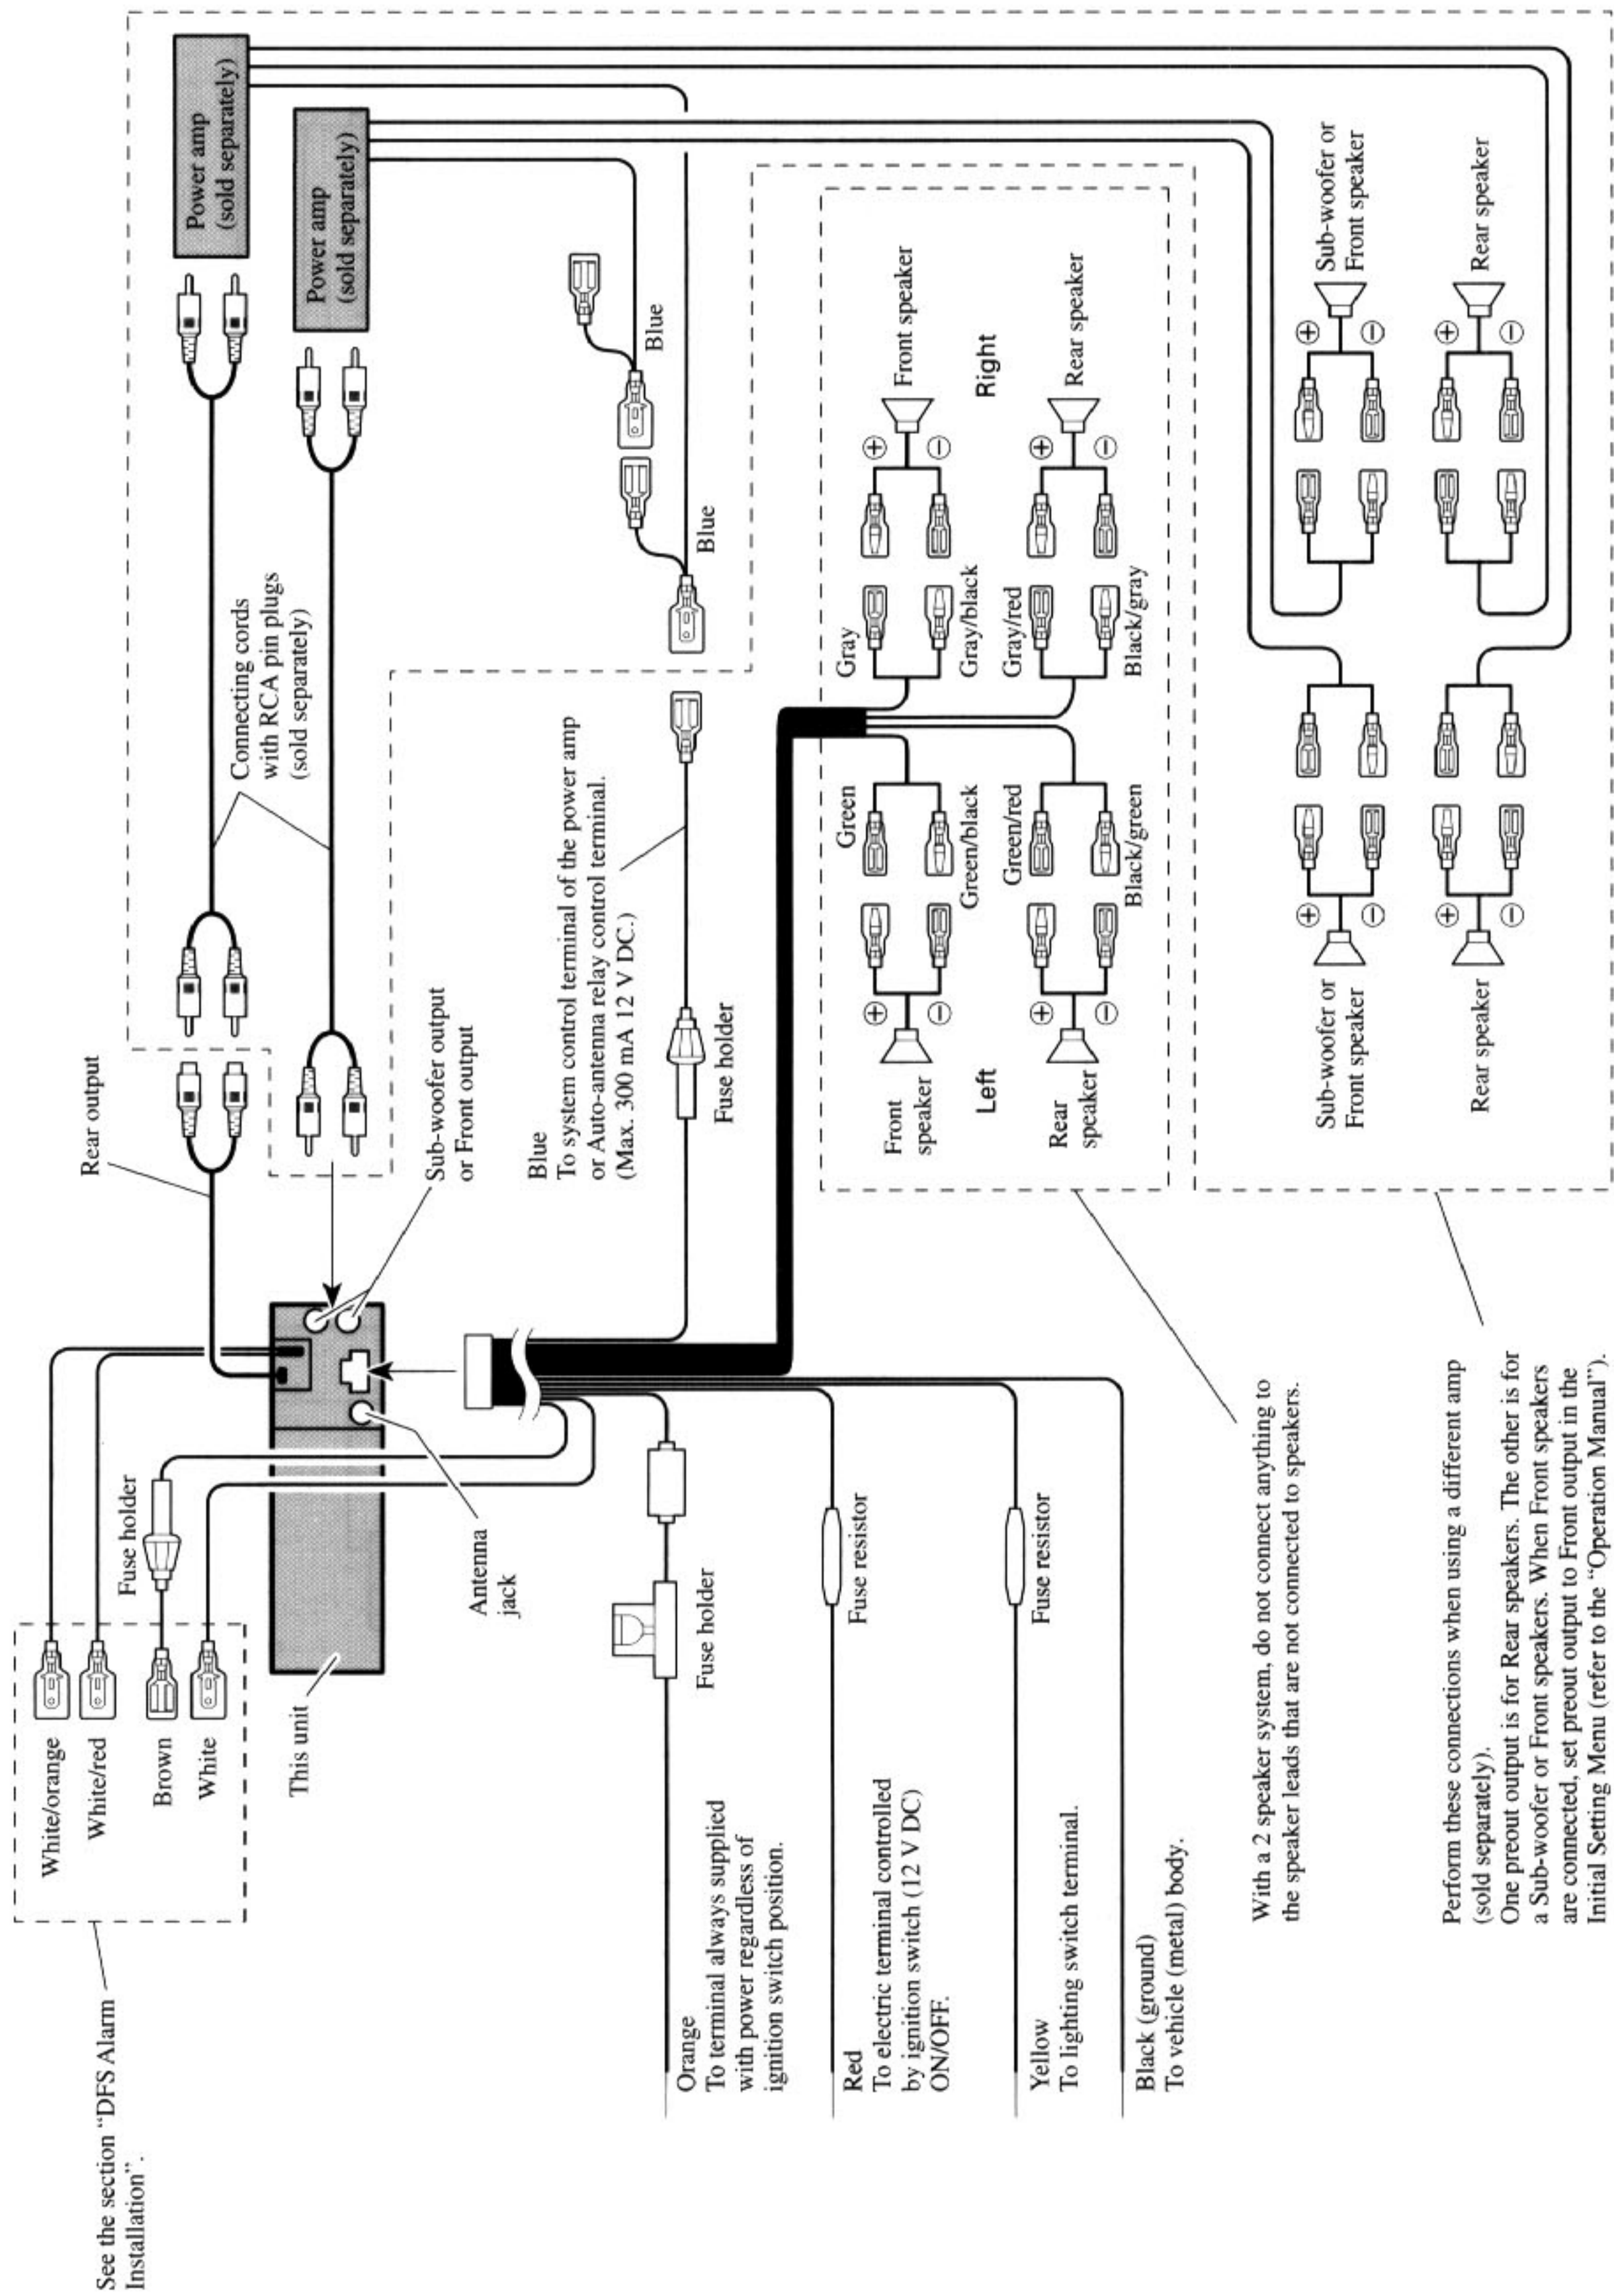 See the section “DFS Alarm
Installation”.
White/orange
White/red
Brown
White
Fuse holder
This unit
Antenna
jack
Rear output
Sub-woofer output
or Front output
Connecting cords
with RCA pin plugs
(sold separately)
Power amp
(sold separately)
Power amp
(sold separately)
Blue
To system control terminal of the power amp
or Auto-antenna relay control terminal.
(Max. 300 mA 12 V DC.)
Fuse holder
Blue
Blue
Orange
To terminal always supplied
with power regardless of
ignition switch position.
Fuse holder
Red
To electric terminal controlled
by ignition switch (12 V DC)
ON/OFF.
Fuse resistor
Yellow
To lighting switch terminal.
Fuse resistor
Black (ground)
To vehicle (metal) body.
Front
speaker
⊕
⊖
Green
Green/black
Left
Rear
speaker
⊕
⊖
Green/red
Black/green
Gray
Gray/black
⊕
⊖
Front speaker
Right
Gray/red
Black/gray
⊕
⊖
Rear speaker
With a 2 speaker system, do not connect anything to
the speaker leads that are not connected to speakers.
Sub-woofer or
Front speaker
⊕
⊖
⊕
⊖
Sub-woofer or
Front speaker
Rear speaker
⊕
⊖
⊕
⊖
Rear speaker
Perform these connections when using a different amp
(sold separately).
One preout output is for Rear speakers. The other is for
a Sub-woofer or Front speakers. When Front speakers
are connected, set preout output to Front output in the
Initial Setting Menu (refer to the “Operation Manual”).